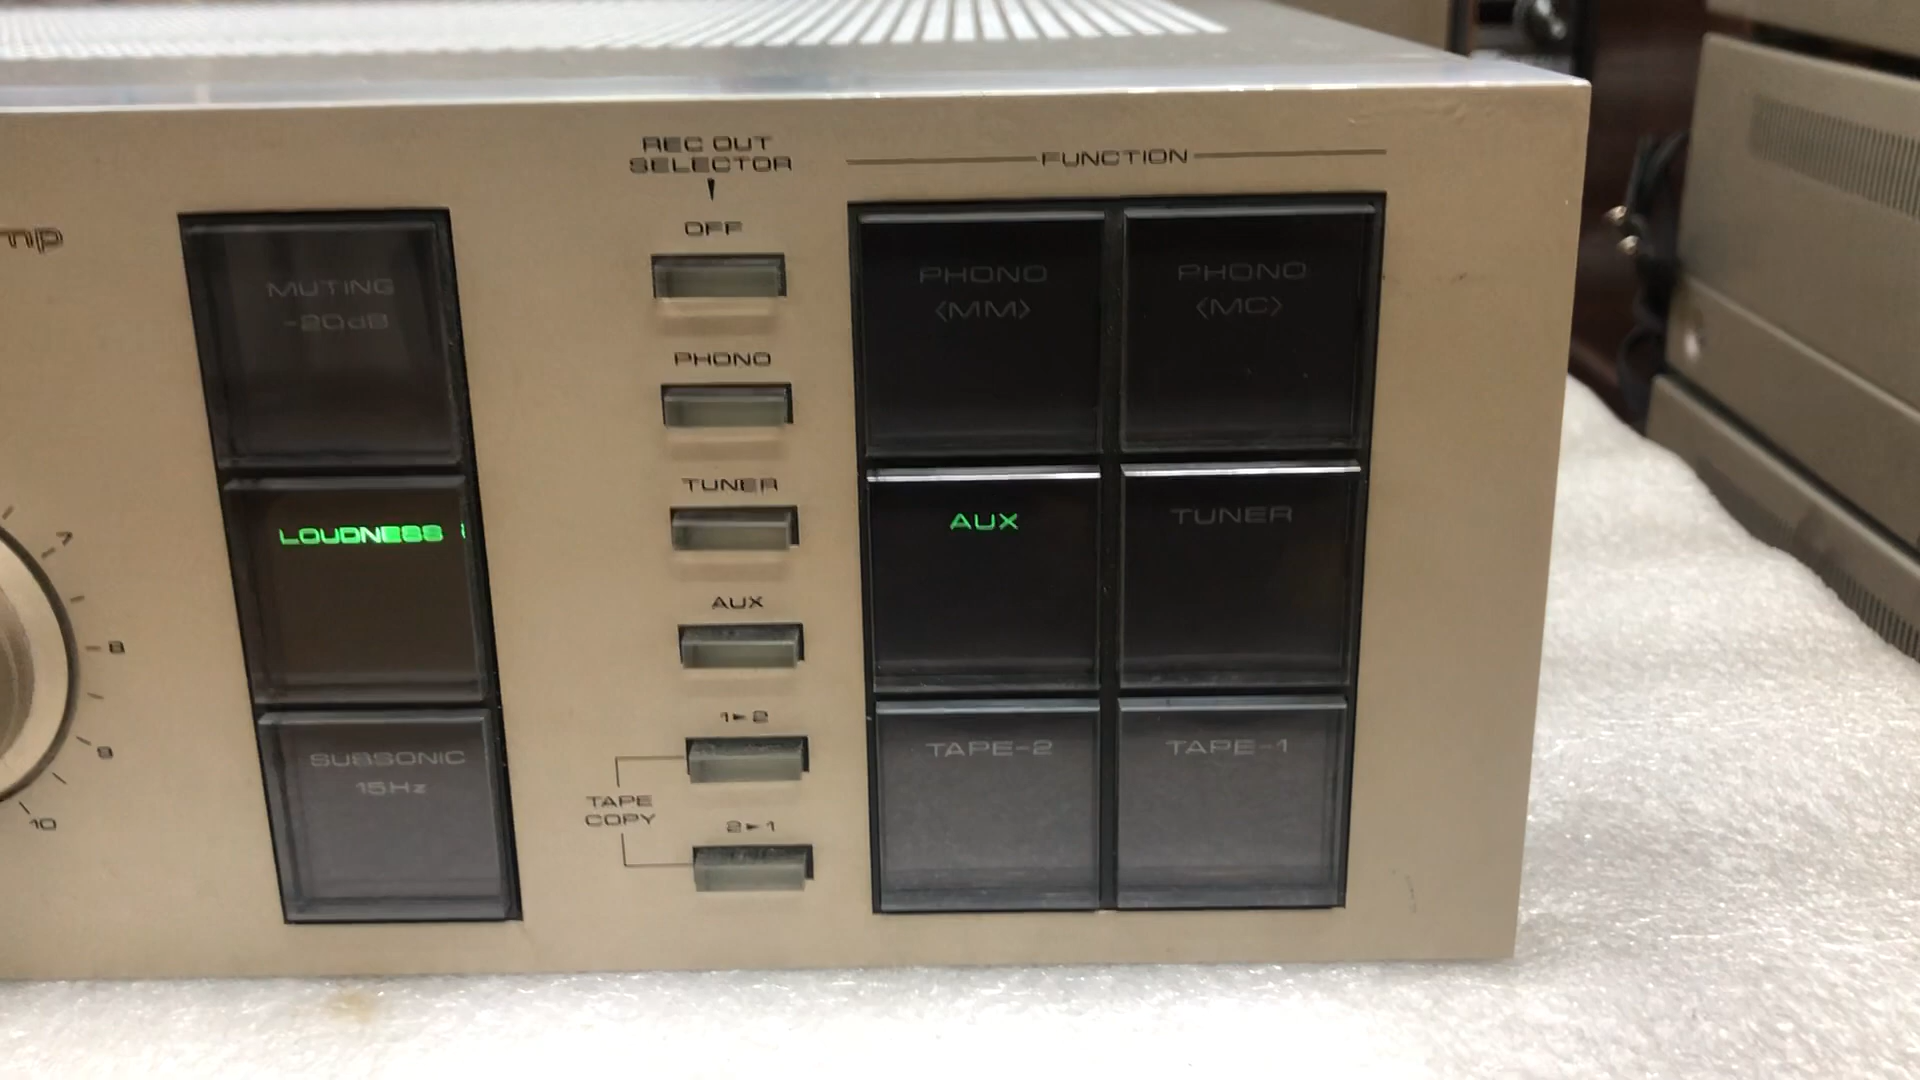 MUTING
-20dB
LOUDNESS
SUBSONIC
15Hz
7
8
9
10
REC OUT
SELECTOR
OFF
PHONO
TUNER
AUX
1►2
TAPE
COPY
2►1
FUNCTION
PHONO
<MM>
PHONO
<MC>
AUX
TUNER
TAPE-2
TAPE-1